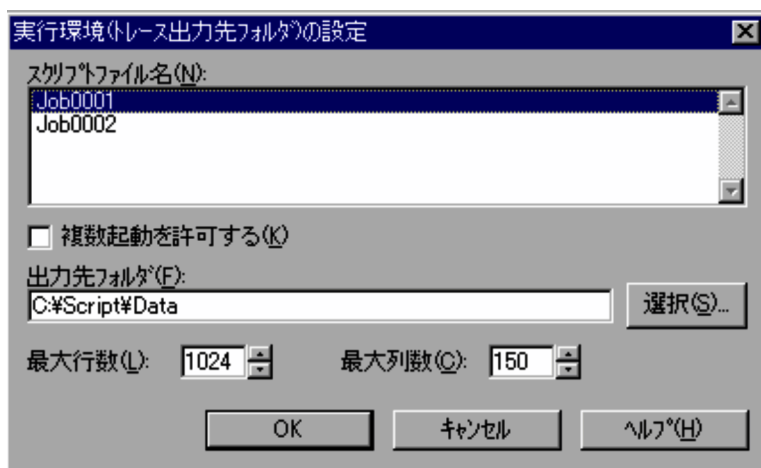 実行環境(ﾄﾚｰｽ出力先ﾌｫﾙﾀﾞ)の設定
ｽｸﾘﾌﾟﾄﾌｧｲﾙ名(N):
Job0001
Job0002
複数起動を許可する(K)
出力先ﾌｫﾙﾀﾞ(F):
C:¥Script¥Data
選択(S)...
最大行数(L): 1024 最大列数(C): 150
OK ｷｬﾝｾﾙ ﾍﾙﾌﾟ(H)